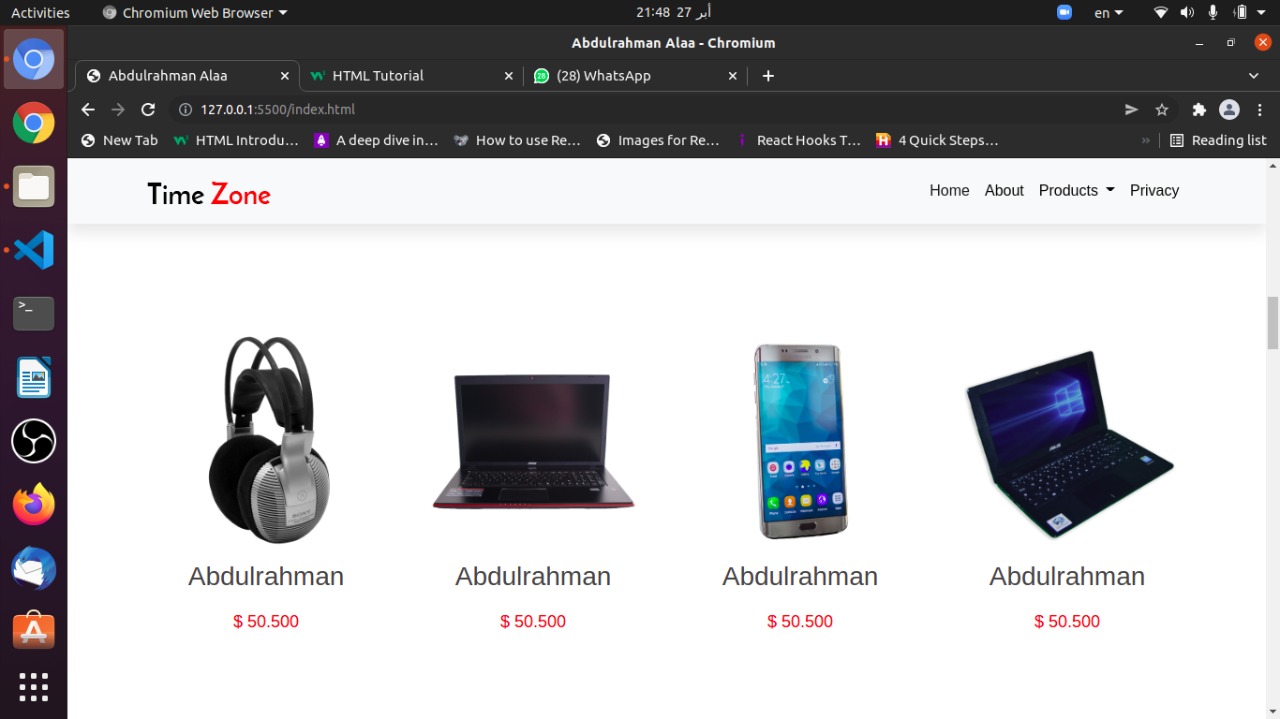 Activities Chromium Web Browser 21:48 27 أبر en
Abdulrahman Alaa - Chromium
Abdulrahman Alaa HTML Tutorial (28) WhatsApp
127.0.0.1:5500/index.html
New Tab HTML Introdu… A deep dive in… How to use Re… Images for Re… React Hooks T… 4 Quick Steps… » Reading list
Time Zone Home About Products Privacy
4:27
Abdulrahman Abdulrahman Abdulrahman Abdulrahman
$ 50.500 $ 50.500 $ 50.500 $ 50.500